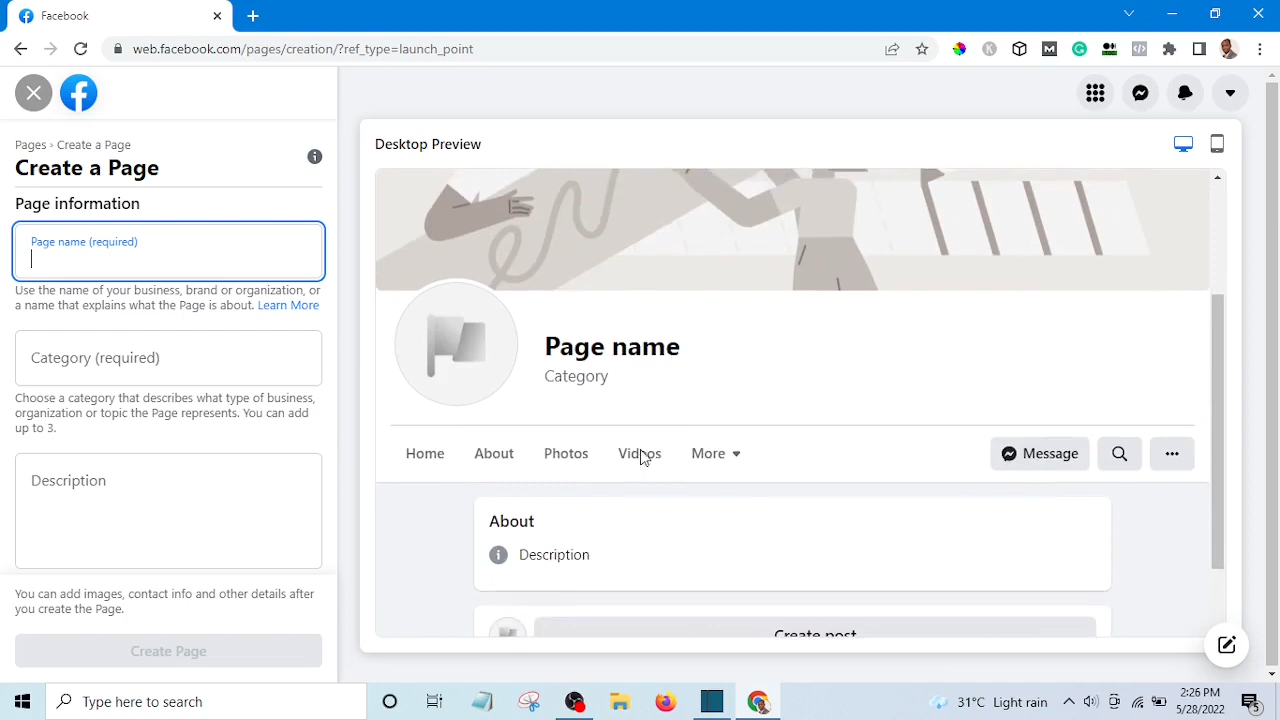 Facebook
web.facebook.com/pages/creation/?ref_type=launch_point
Pages › Create a Page
Create a Page
Page information
Page name (required)
Use the name of your business, brand or organization, or
a name that explains what the Page is about. Learn More
Category (required)
Choose a category that describes what type of business,
organization or topic the Page represents. You can add
up to 3.
Description
You can add images, contact info and other details after
you create the Page.
Create Page
Desktop Preview
Page name
Category
Home About Photos Videos More
Message
About
Description
Create post
Type here to search
31°C Light rain
2:26 PM
5/28/2022
5